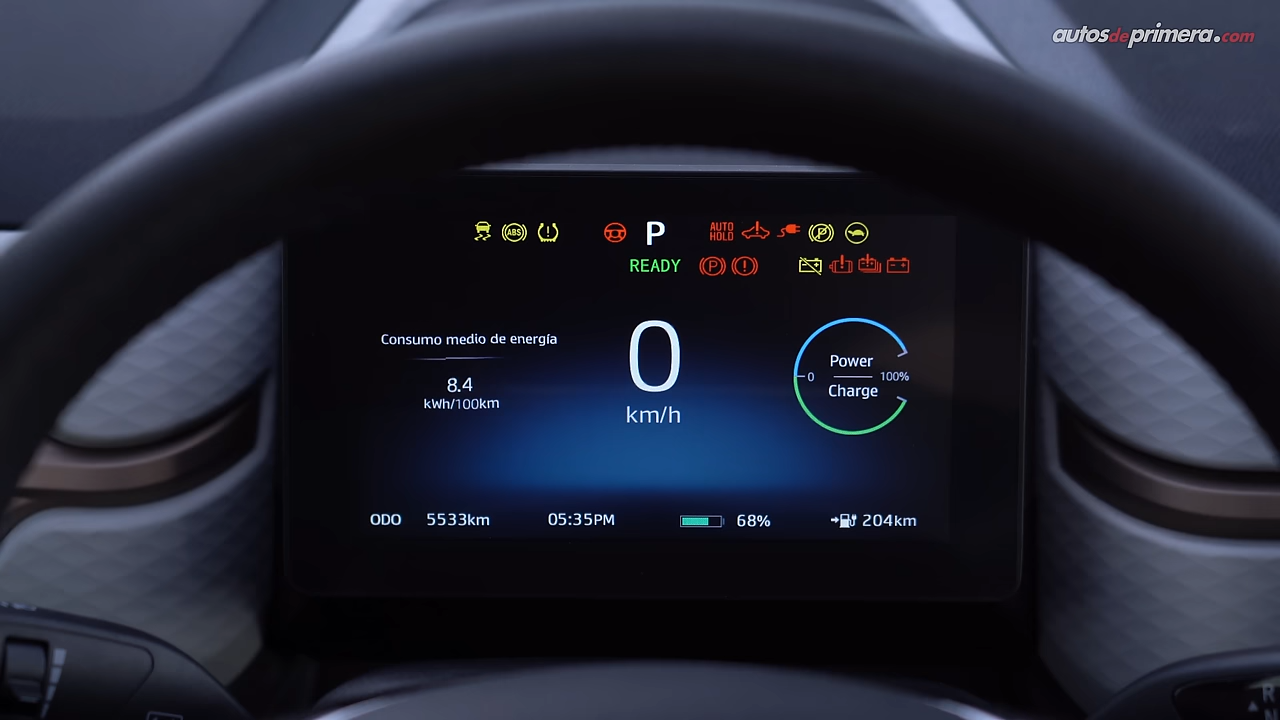 autosdeprimera.com
ABS
P
AUTO HOLD
P
READY
P
Consumo medio de energía
8.4
kWh/100km
0
km/h
Power
0
100%
Charge
ODO 5533km 05:35PM 68% 204km
R